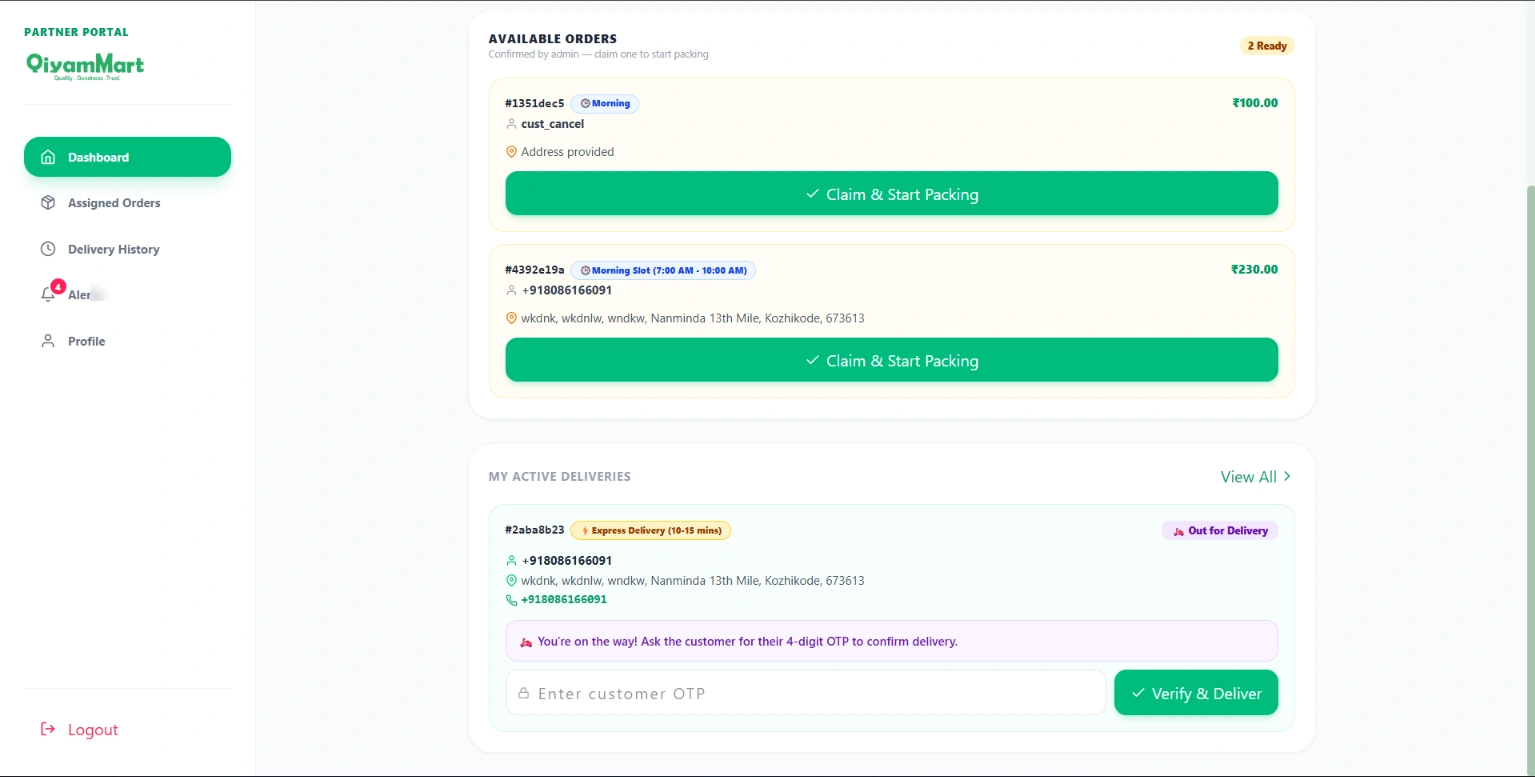 PARTNER PORTAL
QiyamMart
Quality . Goodness . Trust
Dashboard
Assigned Orders
Delivery History
4
Profile
Logout
AVAILABLE ORDERS
2 Ready
Confirmed by admin — claim one to start packing
#1351dec5 Morning ₹100.00
cust_cancel
Address provided
Claim & Start Packing
#4392e19a Morning Slot (7:00 AM - 10:00 AM) ₹230.00
+918086166091
wkdnk, wkdnlw, wndkw, Nanminda 13th Mile, Kozhikode, 673613
Claim & Start Packing
MY ACTIVE DELIVERIES View All
#2aba8b23 Express Delivery (10-15 mins) Out for Delivery
+918086166091
wkdnk, wkdnlw, wndkw, Nanminda 13th Mile, Kozhikode, 673613
+918086166091
You're on the way! Ask the customer for their 4-digit OTP to confirm delivery.
Enter customer OTP
Verify & Deliver